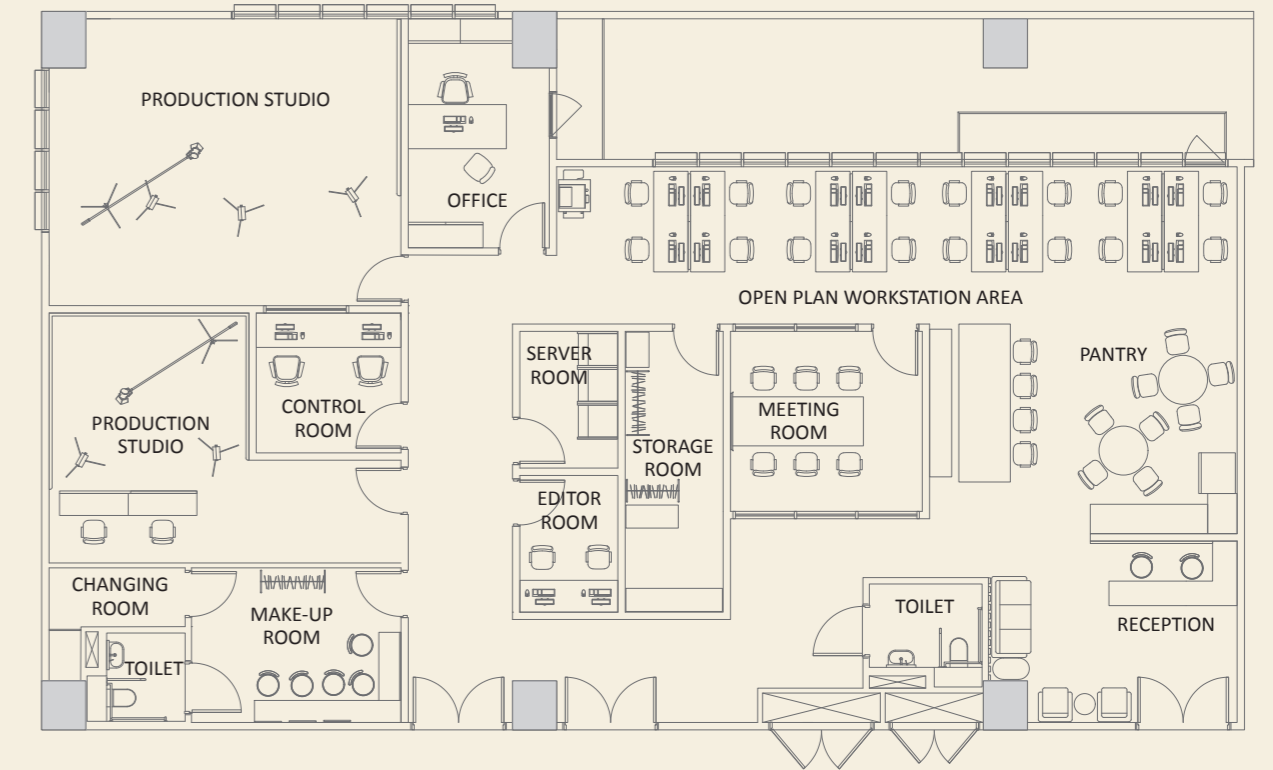 PRODUCTION STUDIO
OFFICE
OPEN PLAN WORKSTATION AREA
SERVER
ROOM
PANTRY
CONTROL
ROOM
PRODUCTION
STUDIO
MEETING
ROOM
STORAGE
ROOM
EDITOR
ROOM
CHANGING
ROOM
MAKE-UP
ROOM
TOILET
RECEPTION
TOILET